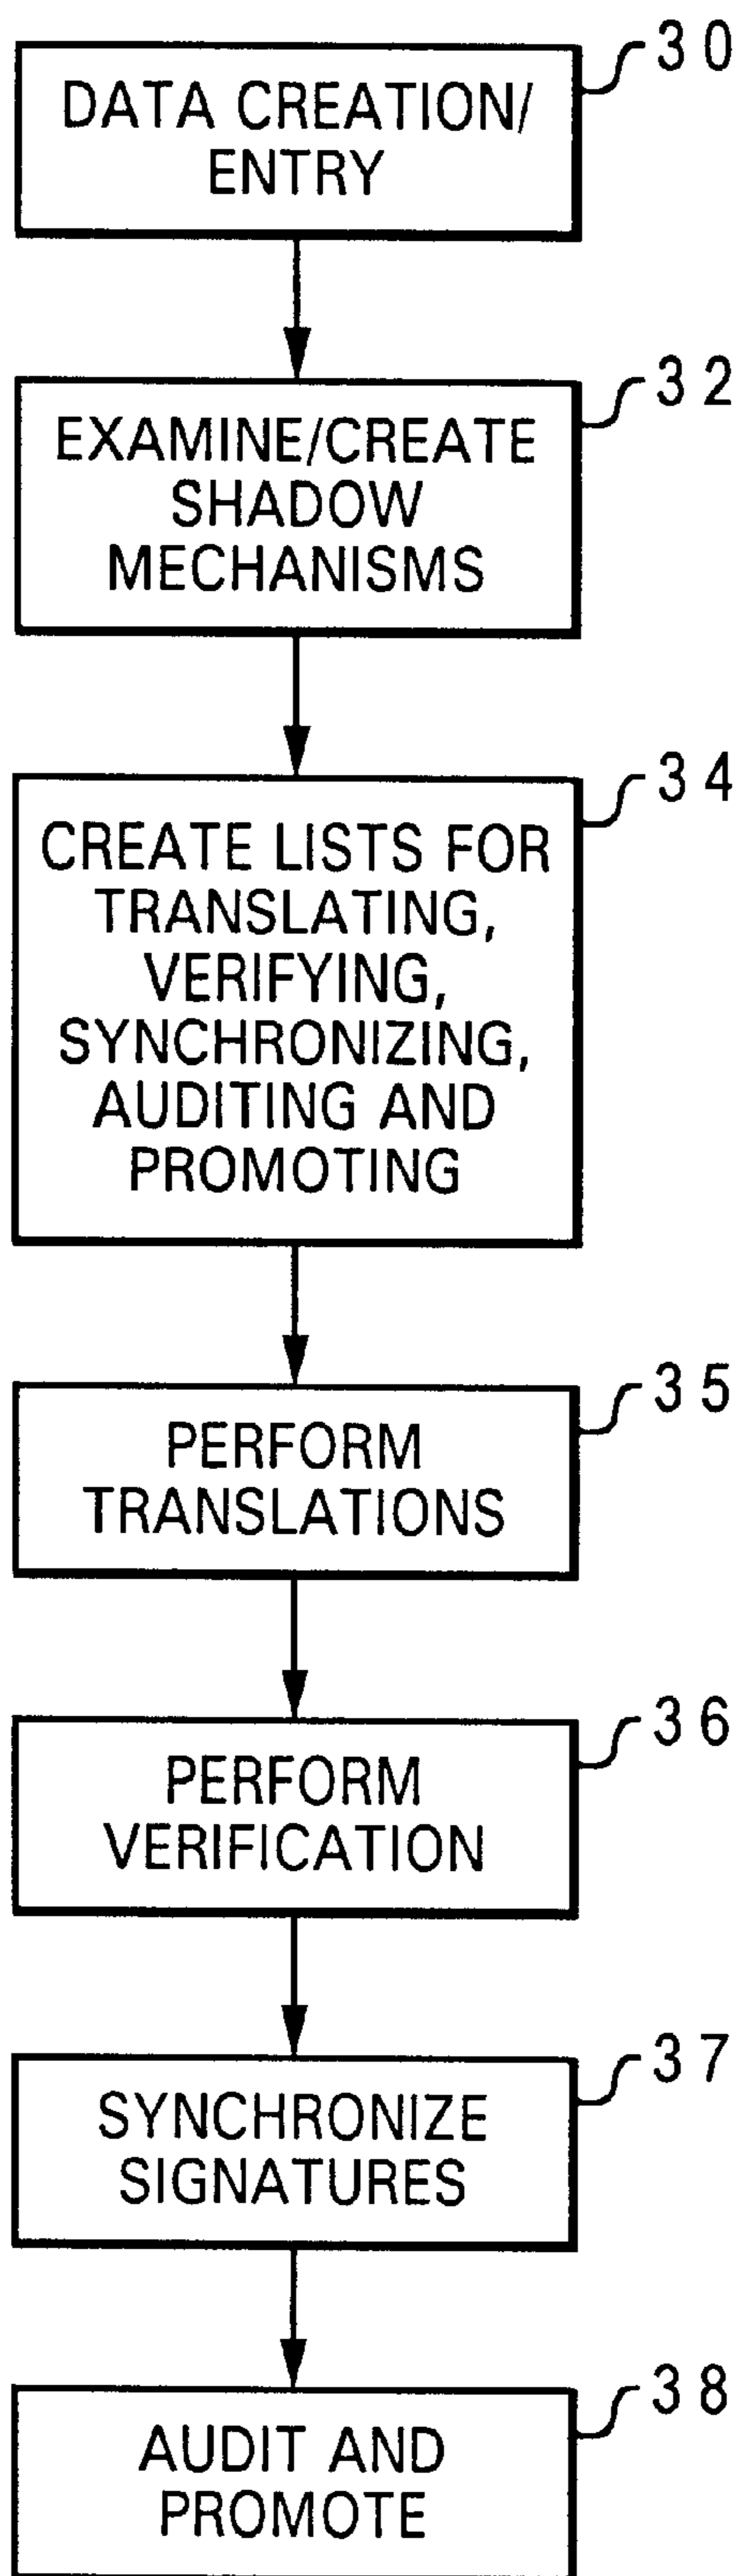 30
DATA CREATION/
ENTRY
32
EXAMINE/CREATE
SHADOW
MECHANISMS
34
CREATE LISTS FOR
TRANSLATING,
VERIFYING,
SYNCHRONIZING,
AUDITING AND
PROMOTING
35
PERFORM
TRANSLATIONS
36
PERFORM
VERIFICATION
37
SYNCHRONIZE
SIGNATURES
38
AUDIT AND
PROMOTE